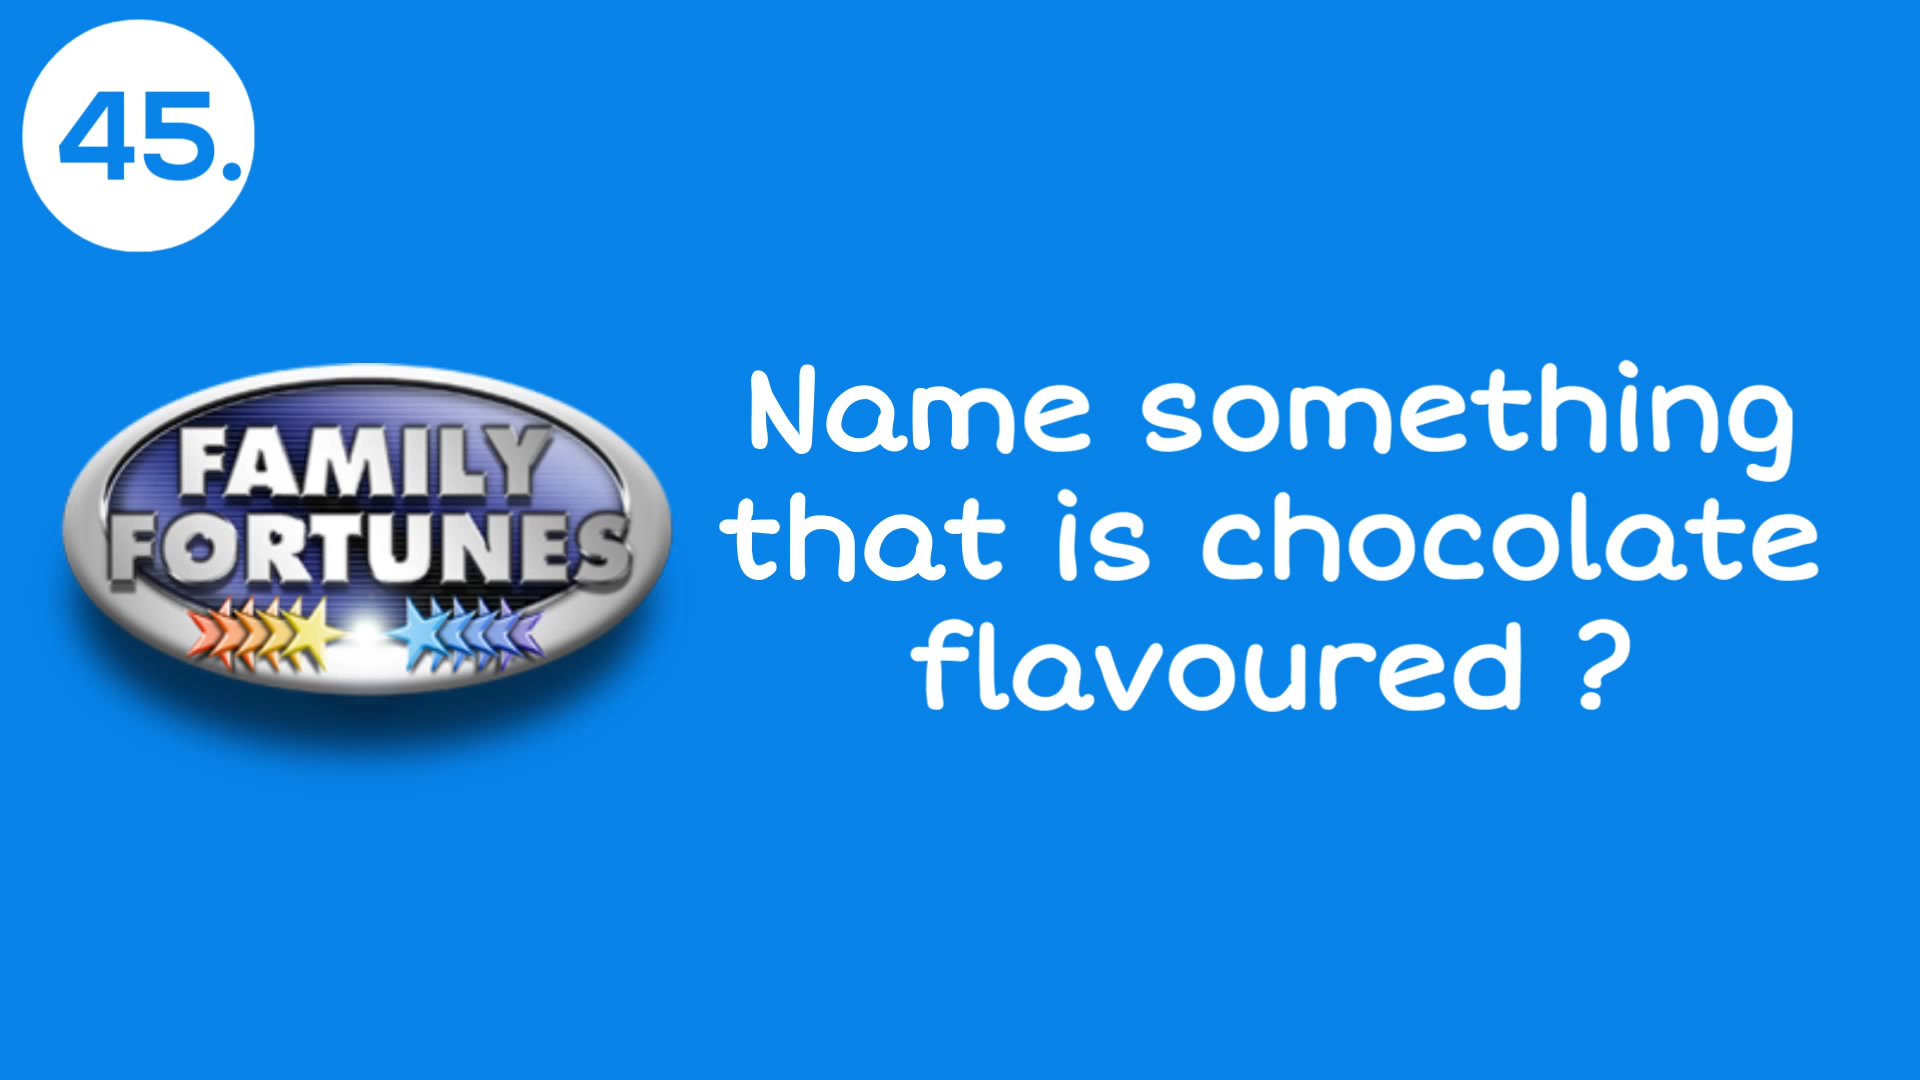 45.
FAMILY
FORTUNES
Name something
that is chocolate
flavoured ?